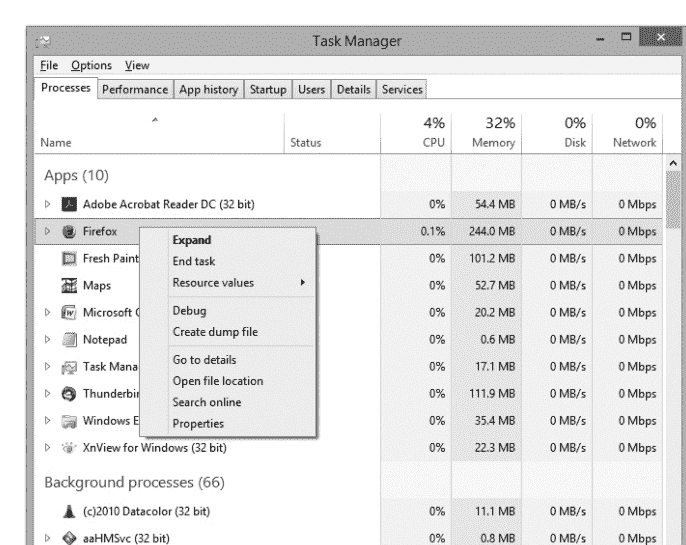 Task Manager
File Options View
Processes Performance App history Startup Users Details Services
4% 32% 0% 0%
Name Status CPU Memory Disk Network
Apps (10)
Adobe Acrobat Reader DC (32 bit) 0% 54.4 MB 0 MB/s 0 Mbps
Firefox 0.1% 244.0 MB 0 MB/s 0 Mbps
Expand
Fresh Paint End task 0% 101.2 MB 0 MB/s 0 Mbps
Maps Resource values 0% 52.7 MB 0 MB/s 0 Mbps
Microsoft Debug 0% 20.2 MB 0 MB/s 0 Mbps
Create dump file
Notepad 0% 0.6 MB 0 MB/s 0 Mbps
Go to details
Task Mana 0% 17.1 MB 0 MB/s 0 Mbps
Open file location
Thunderbir 0% 111.9 MB 0 MB/s 0 Mbps
Search online
Windows E Properties 0% 35.4 MB 0 MB/s 0 Mbps
XnView for Windows (32 bit) 0% 22.3 MB 0 MB/s 0 Mbps
Background processes (66)
(c)2010 Datacolor (32 bit) 0% 11.1 MB 0 MB/s 0 Mbps
aaHMSvc (32 bit) 0% 0.8 MB 0 MB/s 0 Mbps